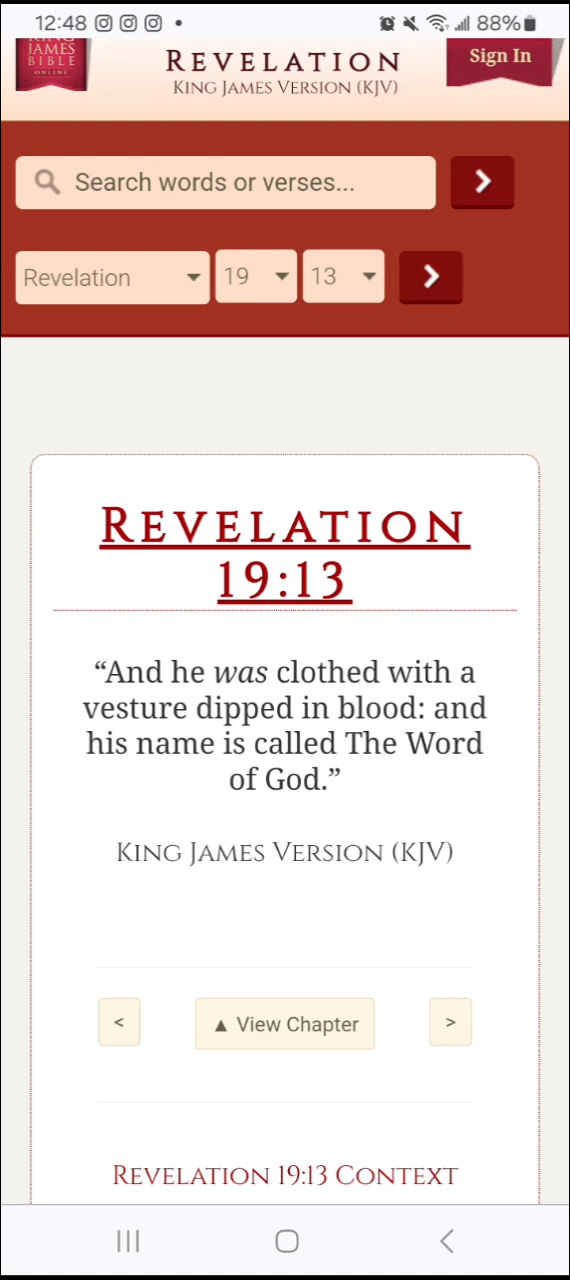 12:48
88%
JAMES
BIBLE
ONLINE
REVELATION
KING JAMES VERSION (KJV)
Sign In
Search words or verses...
Revelation 19 13
REVELATION
19:13
“And he was clothed with a
vesture dipped in blood: and
his name is called The Word
of God.”
KING JAMES VERSION (KJV)
< ▲ View Chapter >
REVELATION 19:13 CONTEXT